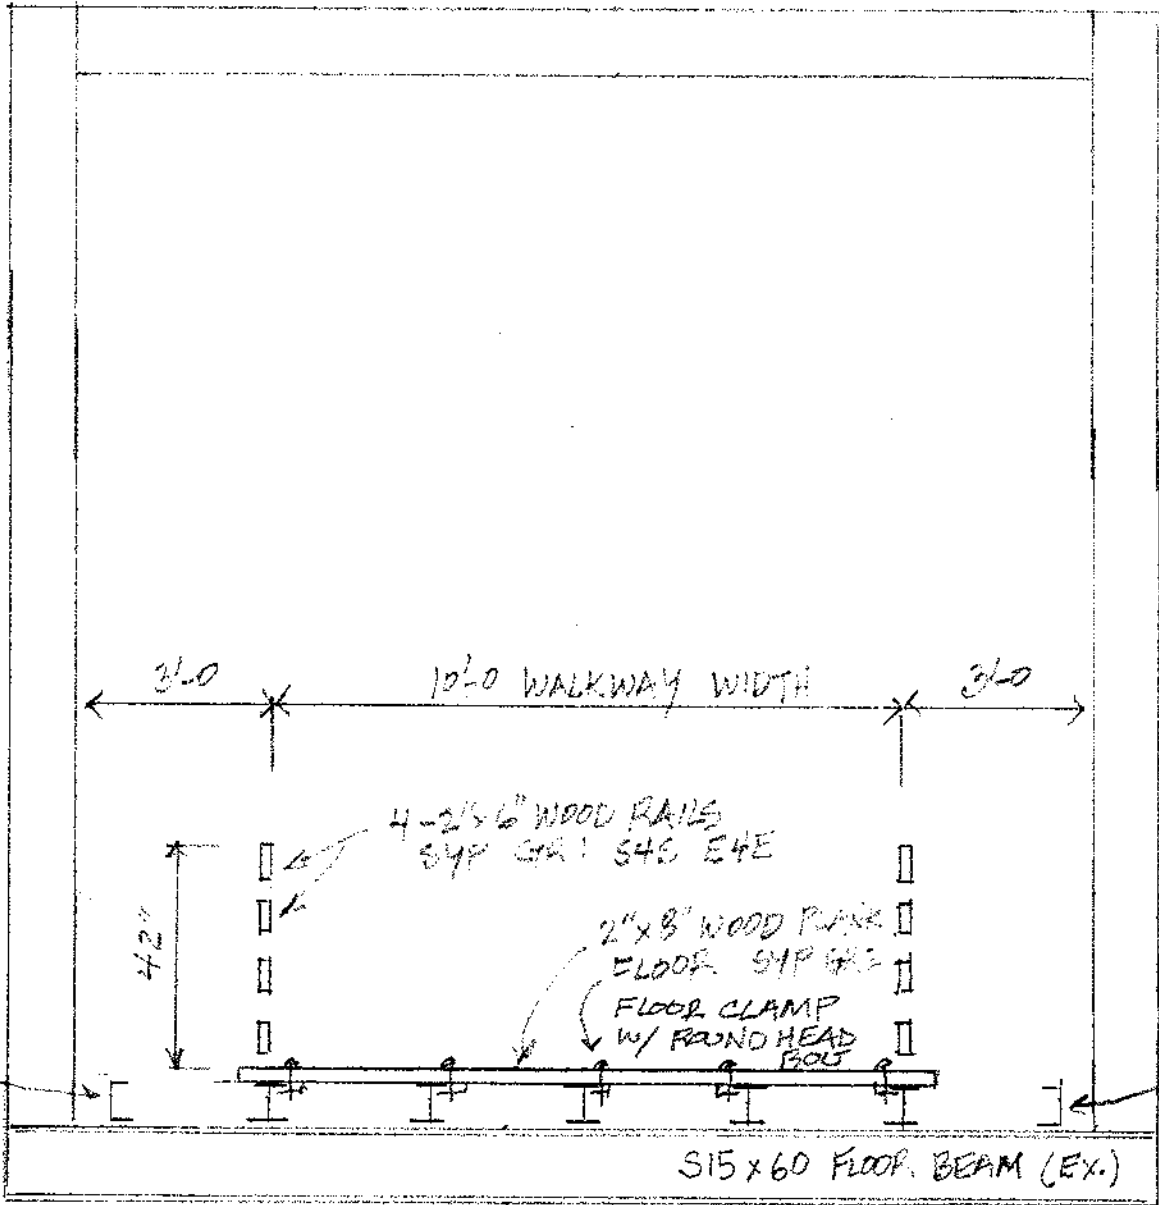 3'-0
10'-0 WALKWAY WIDTH
3'-0
4-2"x6" WOOD RAILS
SYP GR 1 S4S E4E
42"
2"x8" WOOD PLANK
FLOOR SYP
FLOOR CLAMP
W/ ROUND HEAD
BOLT
S15x60 FLOOR BEAM (EX.)